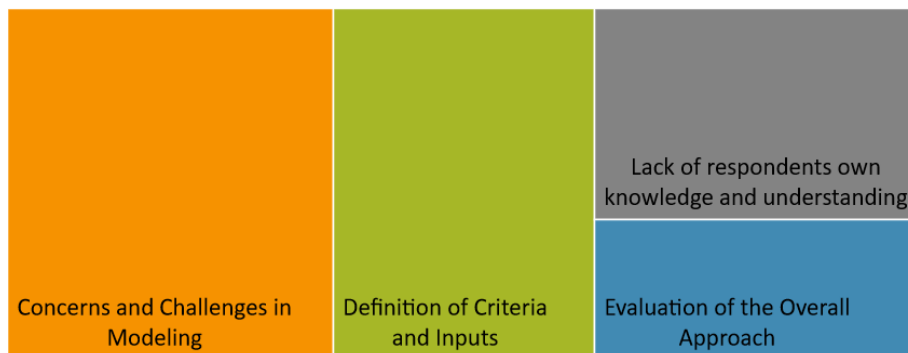 Lack of respondents own
knowledge and understanding
Concerns and Challenges in
Modeling
Definition of Criteria
and Inputs
Evaluation of the Overall
Approach